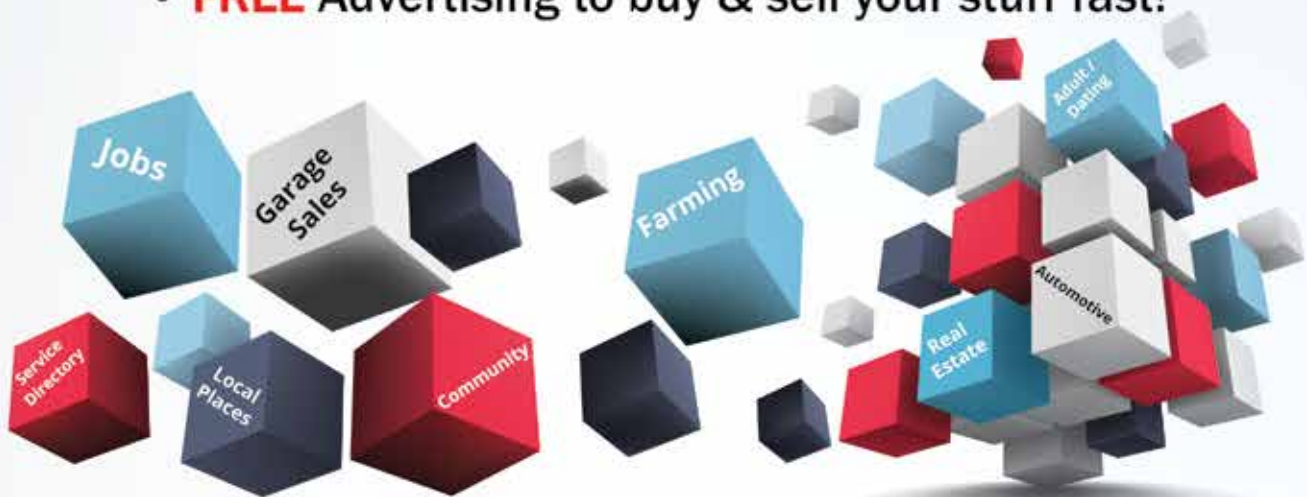 • FREE Advertising to buy & sell your stuff fast!
Jobs
Garage
Sales
Farming
Adult /
Dating
Automotive
Real
Estate
Service
Directory
Local
Places
Community